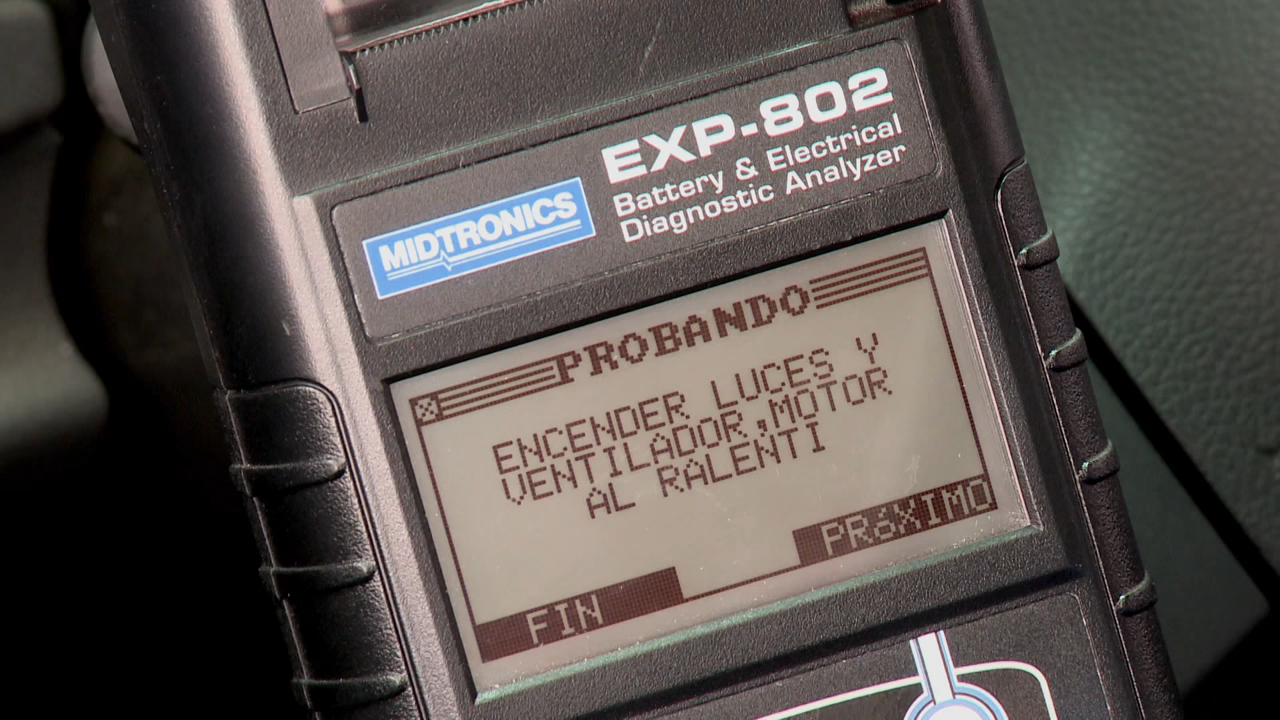 EXP-802
Battery & Electrical
Diagnostic Analyzer
MIDTRONICS
PROBANDO
ENCENDER LUCES Y
VENTILADOR,MOTOR
AL RALENTI
FIN
PRóXIMO